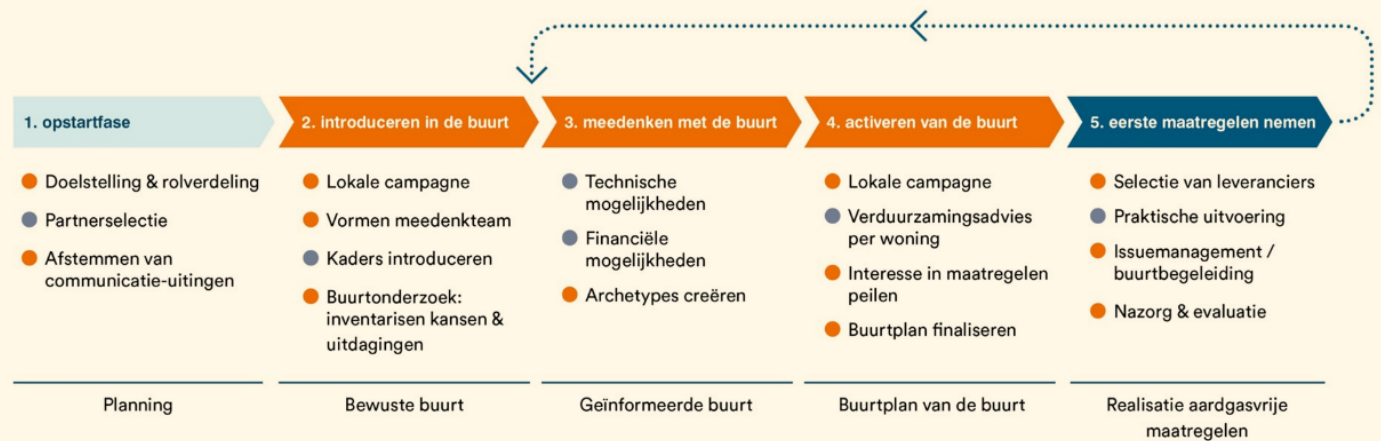 1. opstartfase
Doelstelling & rolverdeling
Partnerselectie
Afstemmen van
communicatie-uitingen
Planning
2. introduceren in de buurt
Lokale campagne
Vormen meedenkteam
Kaders introduceren
Buurtonderzoek:
inventarisen kansen &
uitdagingen
Bewuste buurt
3. meedenken met de buurt
Technische
mogelijkheden
Financiële
mogelijkheden
Archetypes creëren
Geïnformeerde buurt
4. activeren van de buurt
Lokale campagne
Verduurzamingsadvies
per woning
Interesse in maatregelen
peilen
Buurtplan finaliseren
Buurtplan van de buurt
5. eerste maatregelen nemen
Selectie van leveranciers
Praktische uitvoering
Issuemanagement /
buurtbegeleiding
Nazorg & evaluatie
Realisatie aardgasvrije
maatregelen